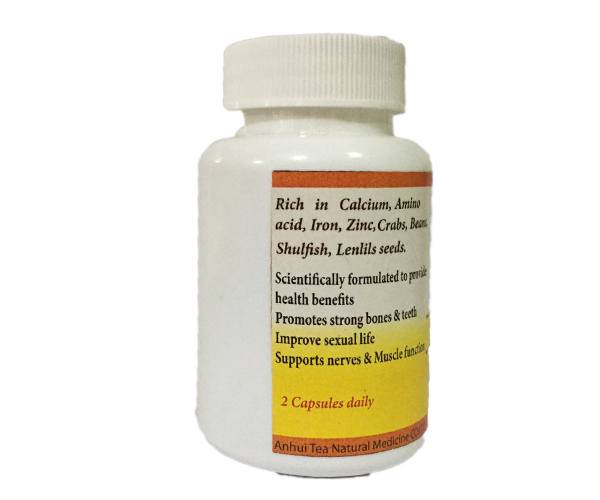 Rich in Calcium, Amino
acid, Iron, Zinc, Crabs, Beans,
Shulfish, Lenlils seeds.
Scientifically formulated to provide
health benefits
Promotes strong bones & teeth
Improve sexual life
Supports nerves & Muscle function
2 Capsules daily
Anhui Tea Natural Medicine